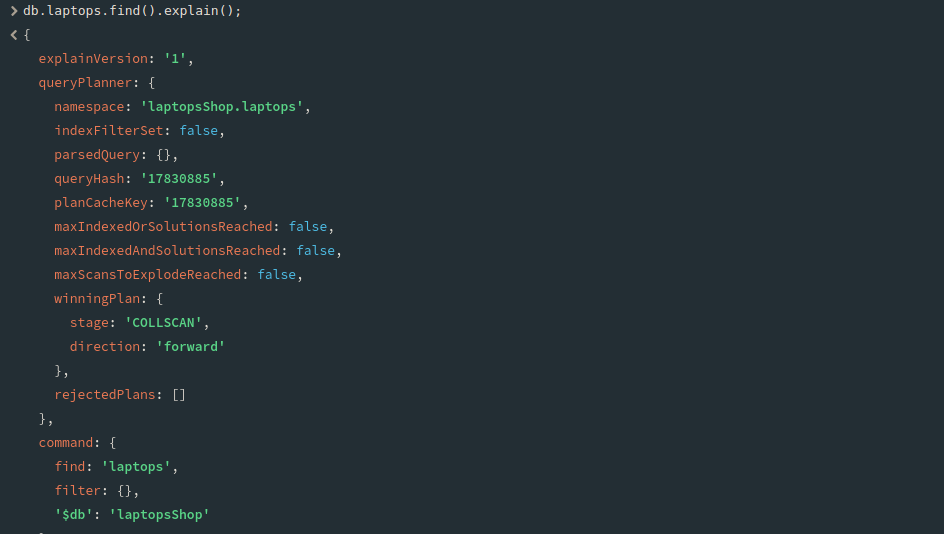 > db.laptops.find().explain();
< {
explainVersion: '1',
queryPlanner: {
namespace: 'laptopsShop.laptops',
indexFilterSet: false,
parsedQuery: {},
queryHash: '17830885',
planCacheKey: '17830885',
maxIndexedOrSolutionsReached: false,
maxIndexedAndSolutionsReached: false,
maxScansToExplodeReached: false,
winningPlan: {
stage: 'COLLSCAN',
direction: 'forward'
},
rejectedPlans: []
},
command: {
find: 'laptops',
filter: {},
'$db': 'laptopsShop'